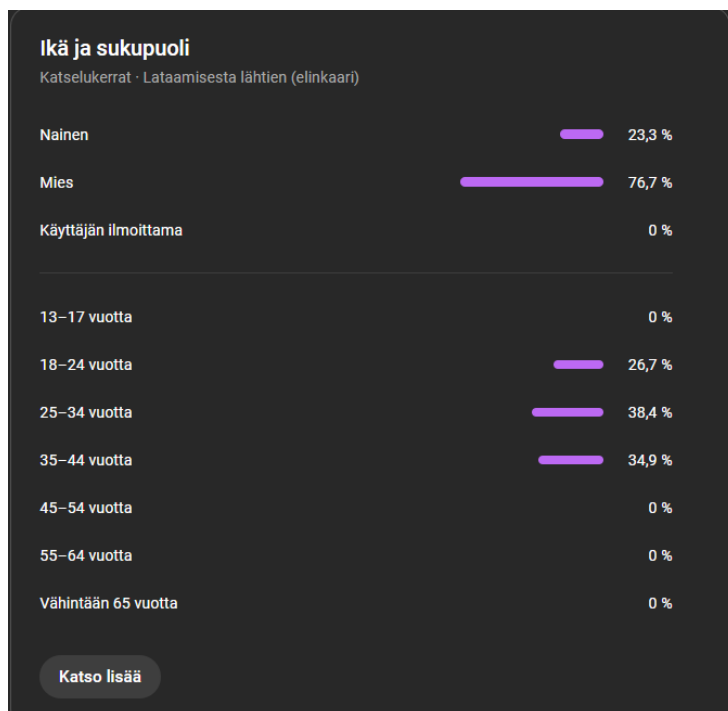 Ikä ja sukupuoli
Katselukerrat · Lataamisesta lähtien (elinkaari)
Nainen 23,3 %
Mies 76,7 %
Käyttäjän ilmoittama 0 %
13–17 vuotta 0 %
18–24 vuotta 26,7 %
25–34 vuotta 38,4 %
35–44 vuotta 34,9 %
45–54 vuotta 0 %
55–64 vuotta 0 %
Vähintään 65 vuotta 0 %
Katso lisää